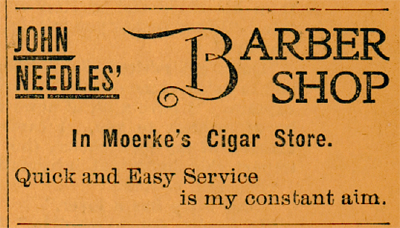 JOHN
NEEDLES'
BARBER
SHOP
In Moerke's Cigar Store.
Quick and Easy Service
is my constant aim.